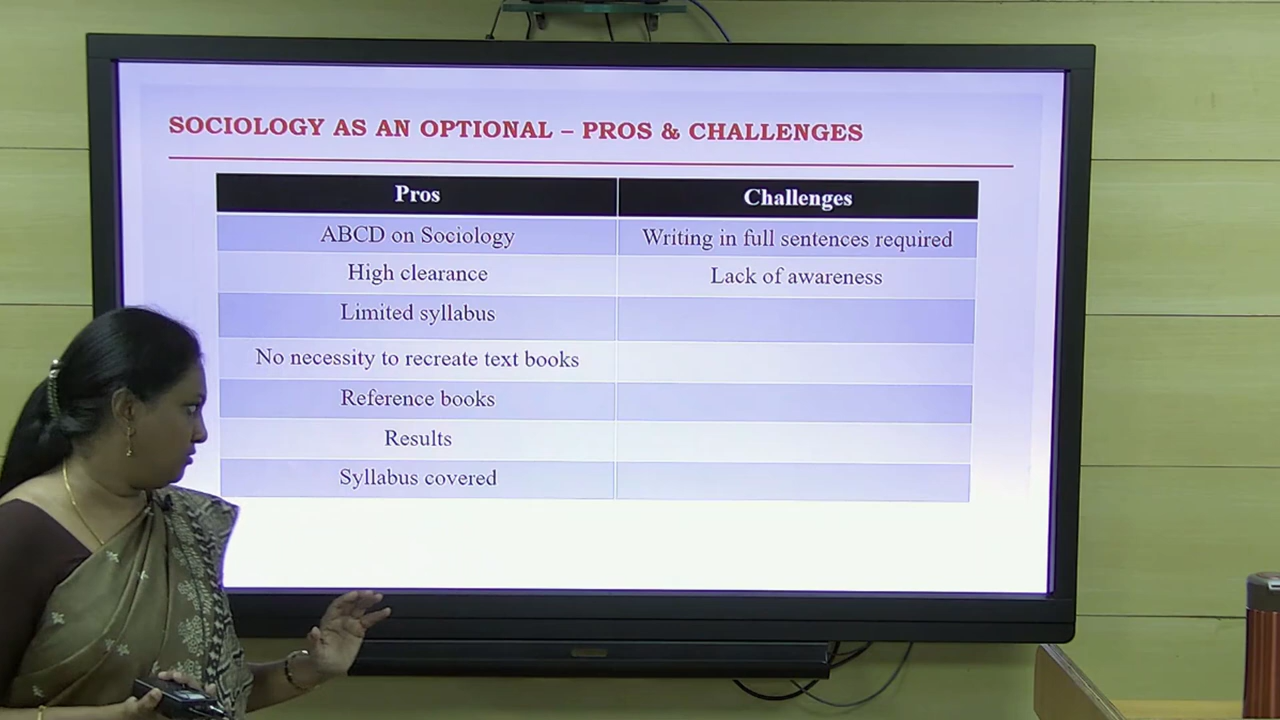 SOCIOLOGY AS AN OPTIONAL – PROS & CHALLENGES
Pros
Challenges
ABCD on Sociology
Writing in full sentences required
High clearance
Lack of awareness
Limited syllabus
No necessity to recreate text books
Reference books
Results
Syllabus covered